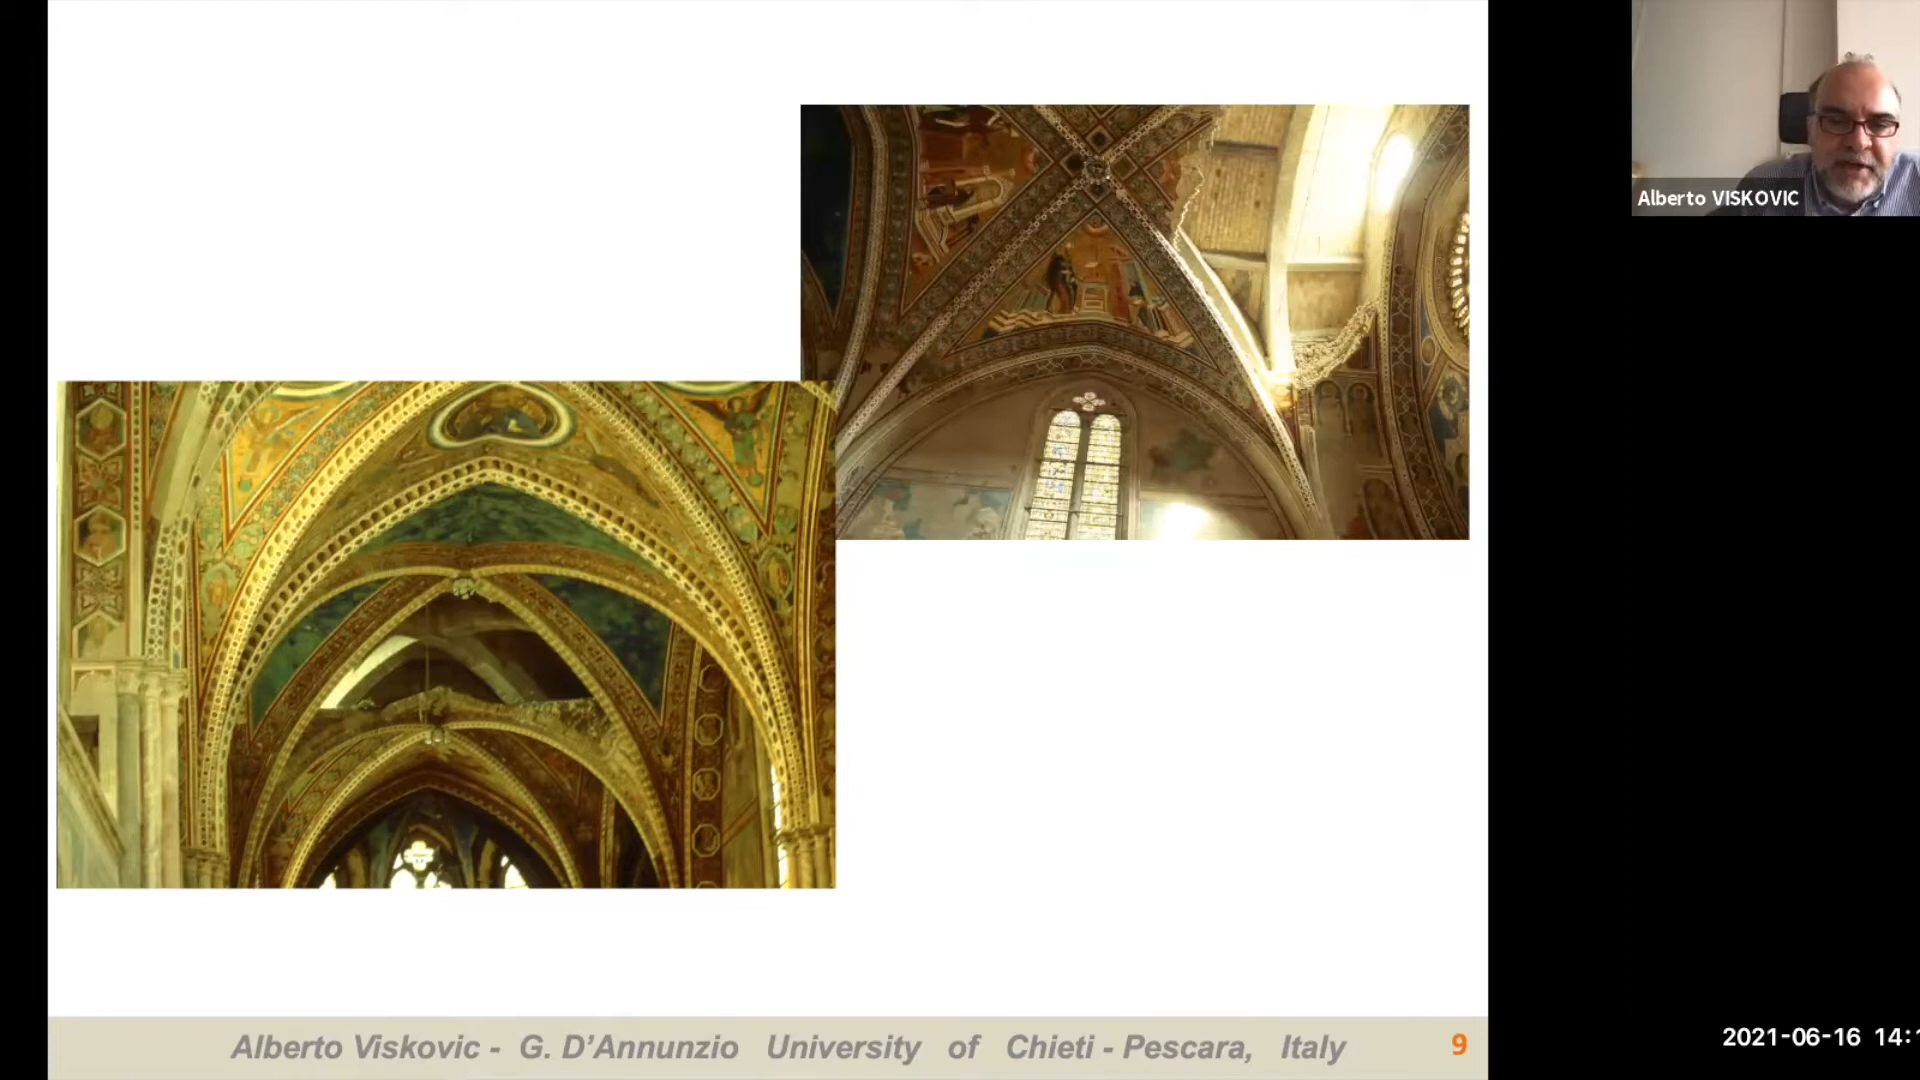 Alberto VISKOVIC
Alberto Viskovic - G. D'Annunzio University of Chieti - Pescara, Italy
9
2021-06-16 14: